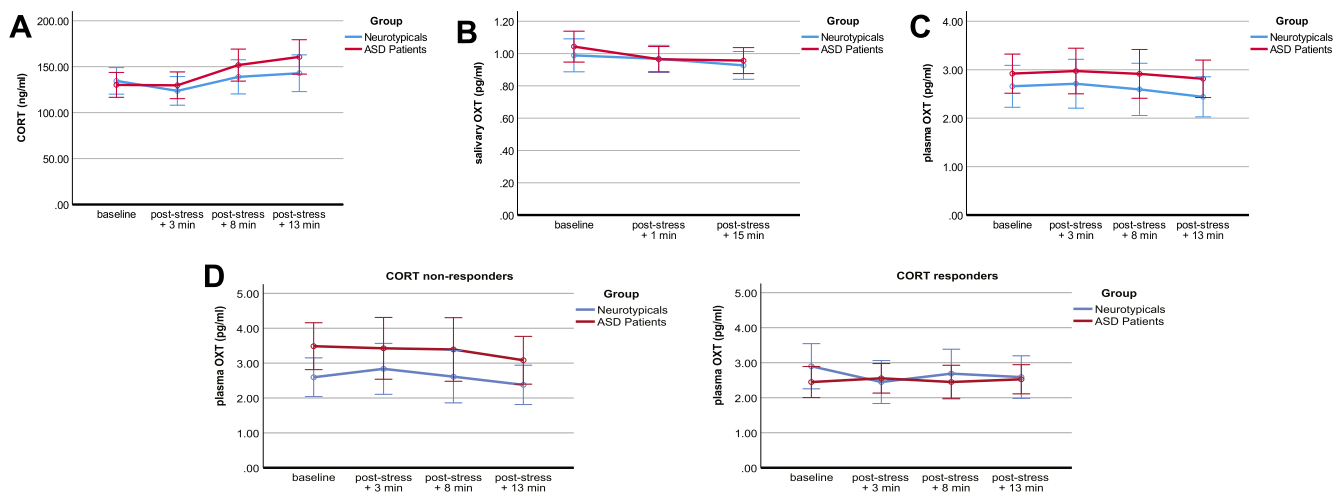 A
CORT (ng/ml)
200.00
150.00
100.00
50.00
.00
baseline
post-stress
+ 3 min
post-stress
+ 8 min
post-stress
+ 13 min
Group
Neurotypicals
ASD Patients
B
salivary OXT (pg/ml)
1.20
1.00
.80
.60
.40
.20
.00
baseline
post-stress
+ 1 min
post-stress
+ 15 min
Group
Neurotypicals
ASD Patients
C
plasma OXT (pg/ml)
4.00
3.00
2.00
1.00
.00
baseline
post-stress
+ 3 min
post-stress
+ 8 min
post-stress
+ 13 min
Group
Neurotypicals
ASD Patients
D
CORT non-responders
plasma OXT (pg/ml)
5.00
4.00
3.00
2.00
1.00
.00
baseline
post-stress
+ 3 min
post-stress
+ 8 min
post-stress
+ 13 min
Group
Neurotypicals
ASD Patients
CORT responders
plasma OXT (pg/ml)
5.00
4.00
3.00
2.00
1.00
.00
baseline
post-stress
+ 3 min
post-stress
+ 8 min
post-stress
+ 13 min
Group
Neurotypicals
ASD Patients